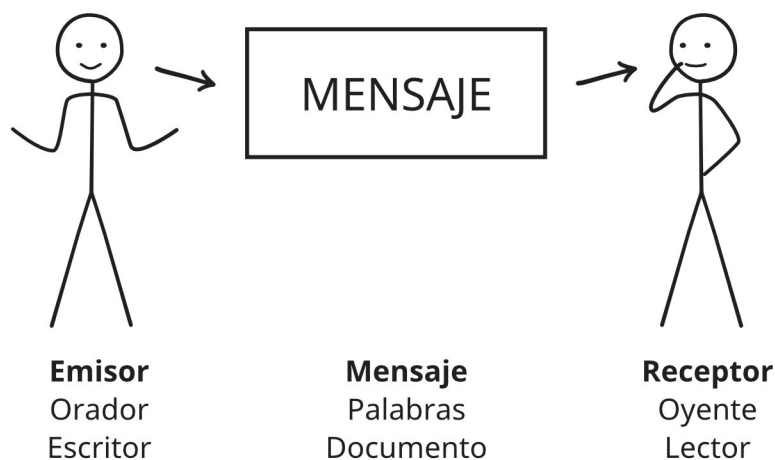 MENSAJE
Emisor
Orador
Escritor
Mensaje
Palabras
Documento
Receptor
Oyente
Lector